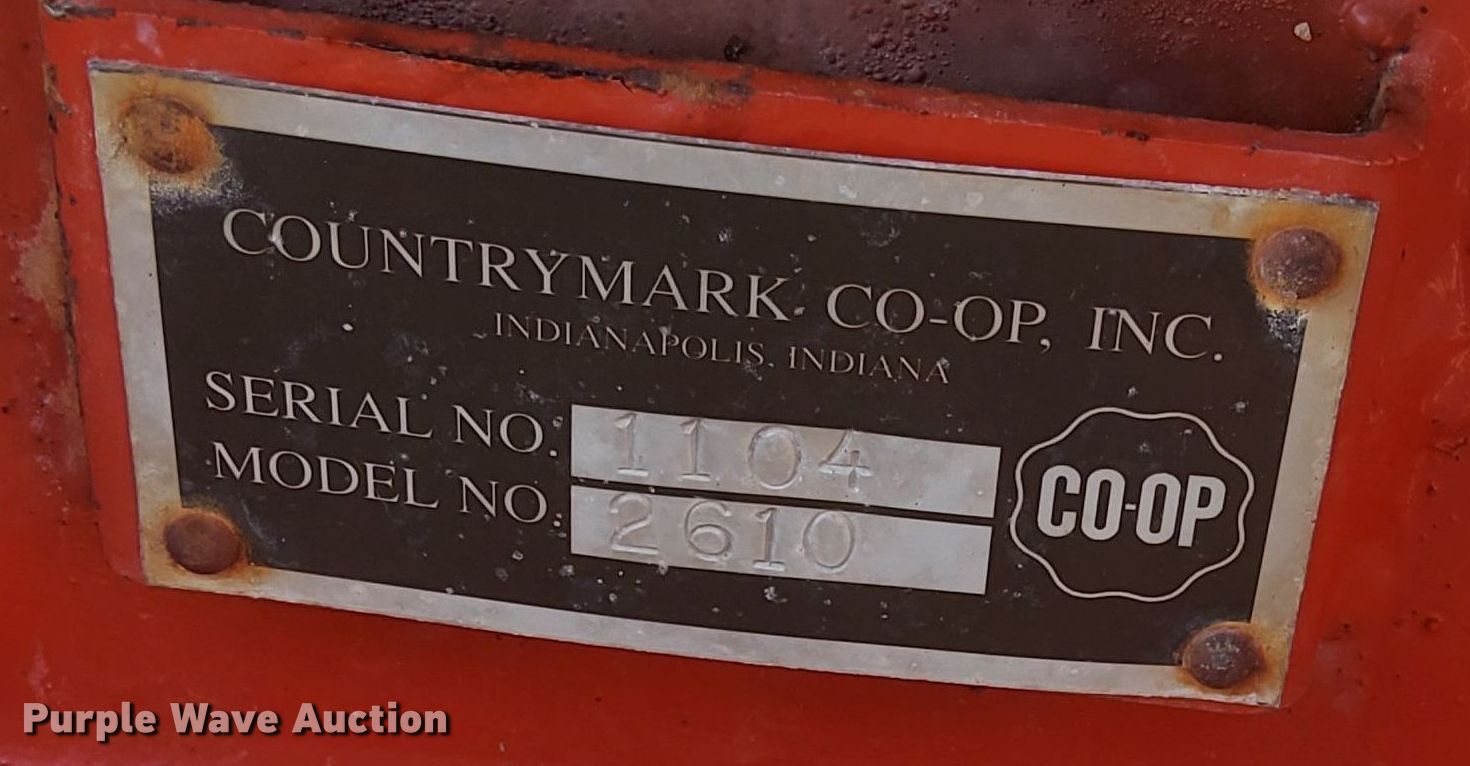 COUNTRYMARK CO-OP, INC.
INDIANAPOLIS, INDIANA
SERIAL NO. 1104
MODEL NO. 2610
CO-OP
Purple Wave Auction